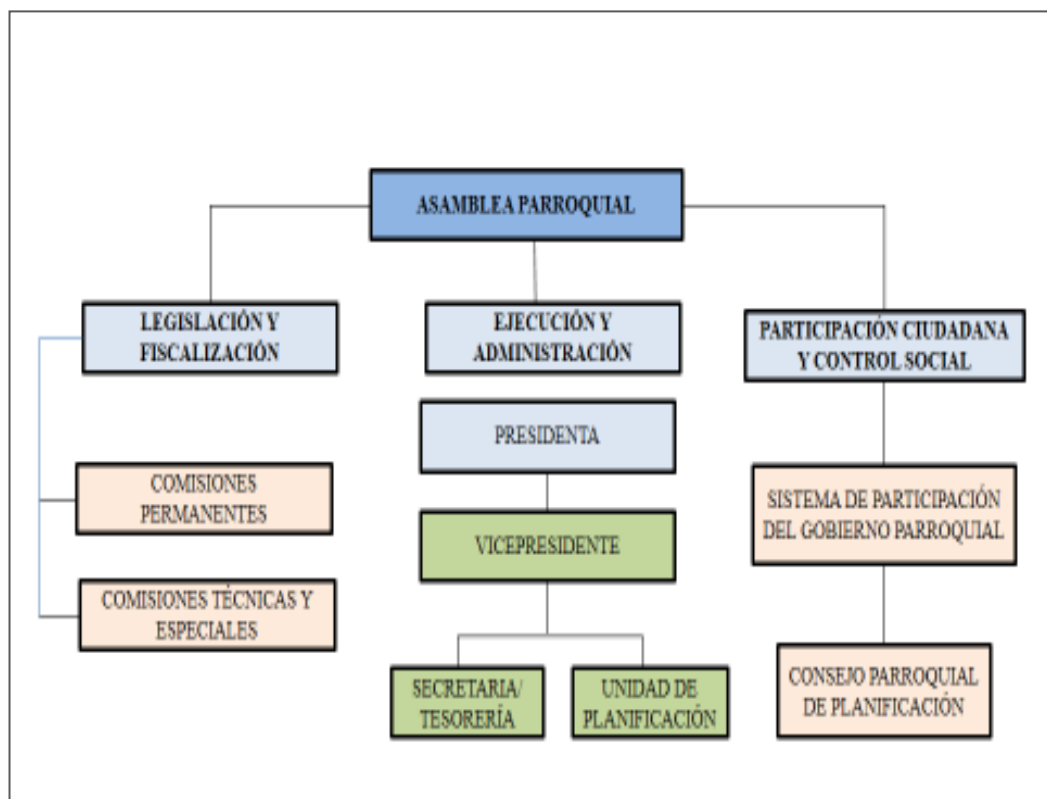 ASAMBLEA PARROQUIAL
LEGISLACIÓN Y
FISCALIZACIÓN
EJECUCIÓN Y
ADMINISTRACIÓN
PARTICIPACIÓN CIUDADANA
Y CONTROL SOCIAL
PRESIDENTA
COMISIONES
PERMANENTES
SISTEMA DE PARTICIPACIÓN
DEL GOBIERNO PARROQUIAL
VICEPRESIDENTE
COMISIONES TÉCNICAS Y
ESPECIALES
SECRETARIA/
TESORERÍA
UNIDAD DE
PLANIFICACIÓN
CONSEJO PARROQUIAL
DE PLANIFICACIÓN